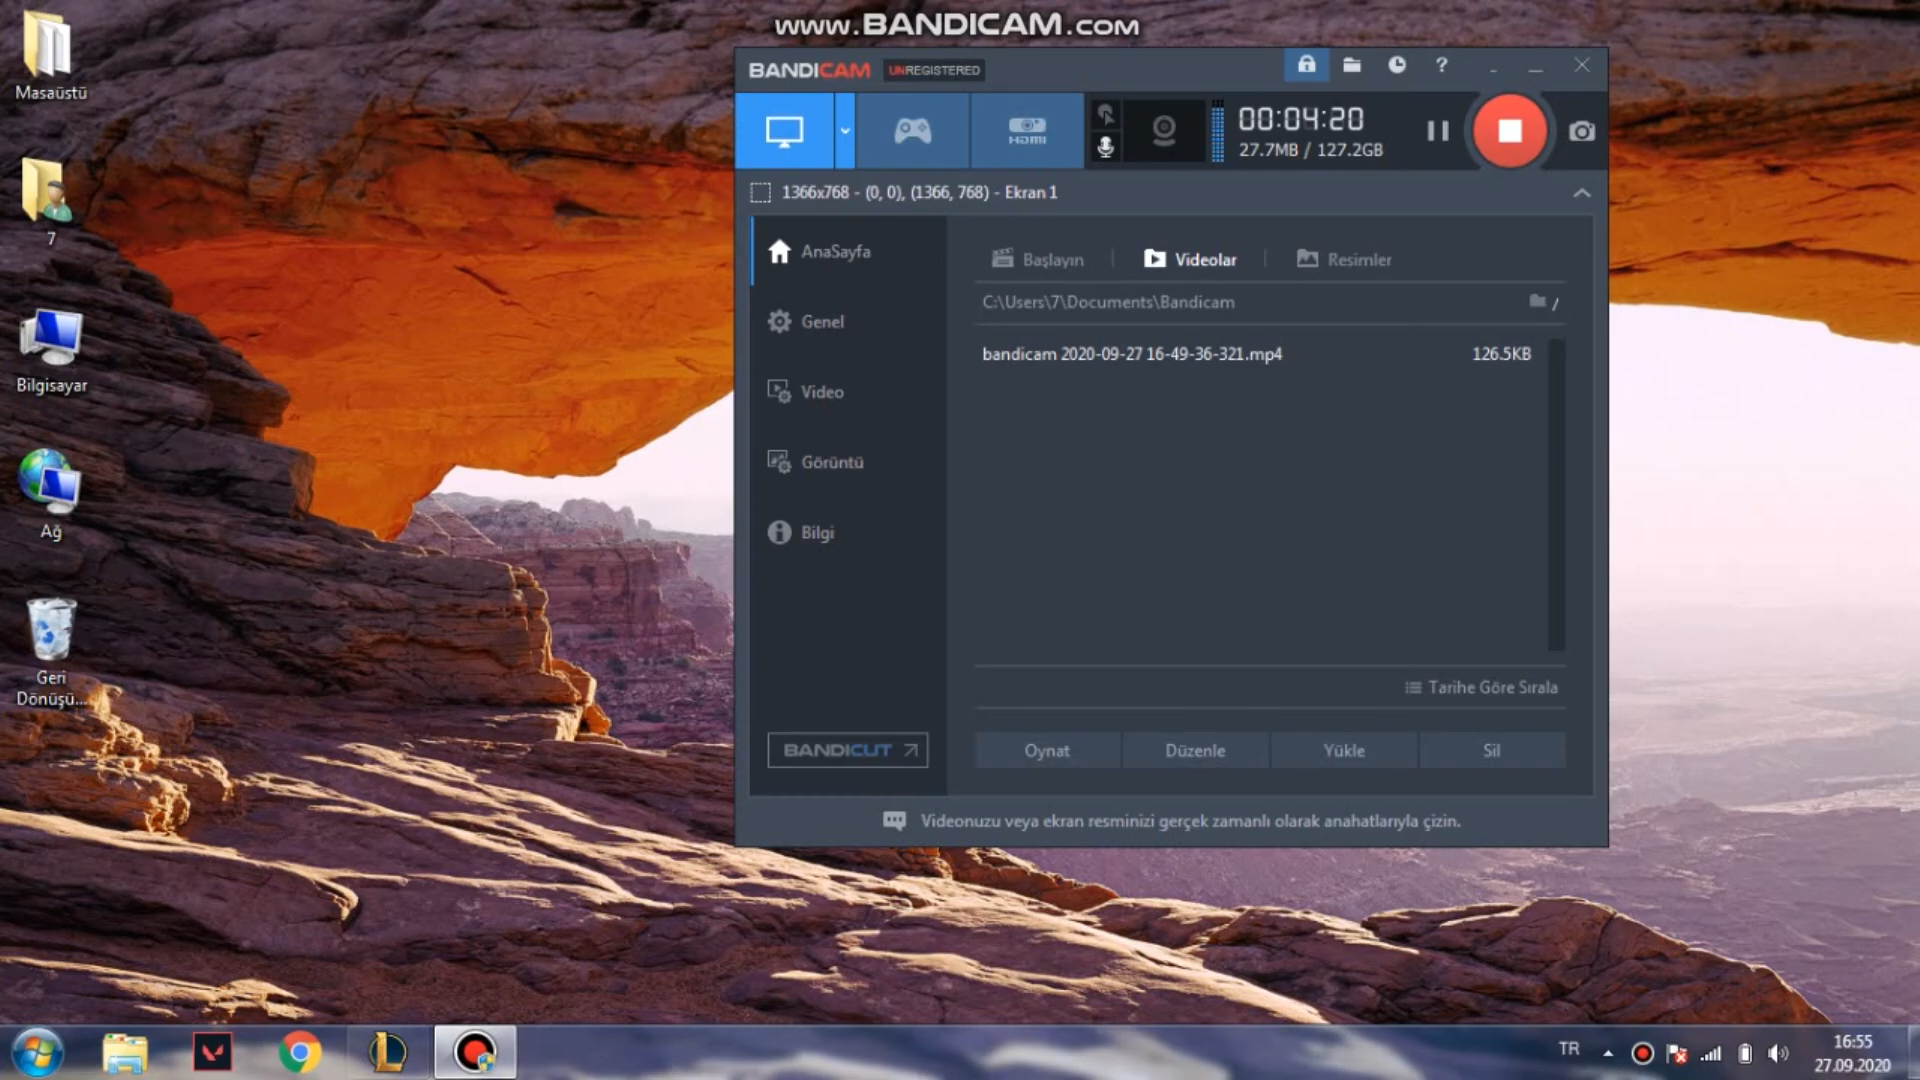 www.BANDICAM.com
Masaüstü
7
Bilgisayar
Ağ
Geri
Dönüşü...
BANDICAM UNREGISTERED
?
HDMI
00:04:20
27.7MB / 127.2GB
1366x768 - (0, 0), (1366, 768) - Ekran 1
AnaSayfa
Genel
Video
Görüntü
Bilgi
BANDICUT
Başlayın
Videolar
Resimler
C:\Users\7\Documents\Bandicam
/
bandicam 2020-09-27 16-49-36-321.mp4 126.5KB
Tarihe Göre Sırala
Oynat Düzenle Yükle Sil
Videonuzu veya ekran resminizi gerçek zamanlı olarak anahatlarıyla çizin.
TR
16:55
27.09.2020